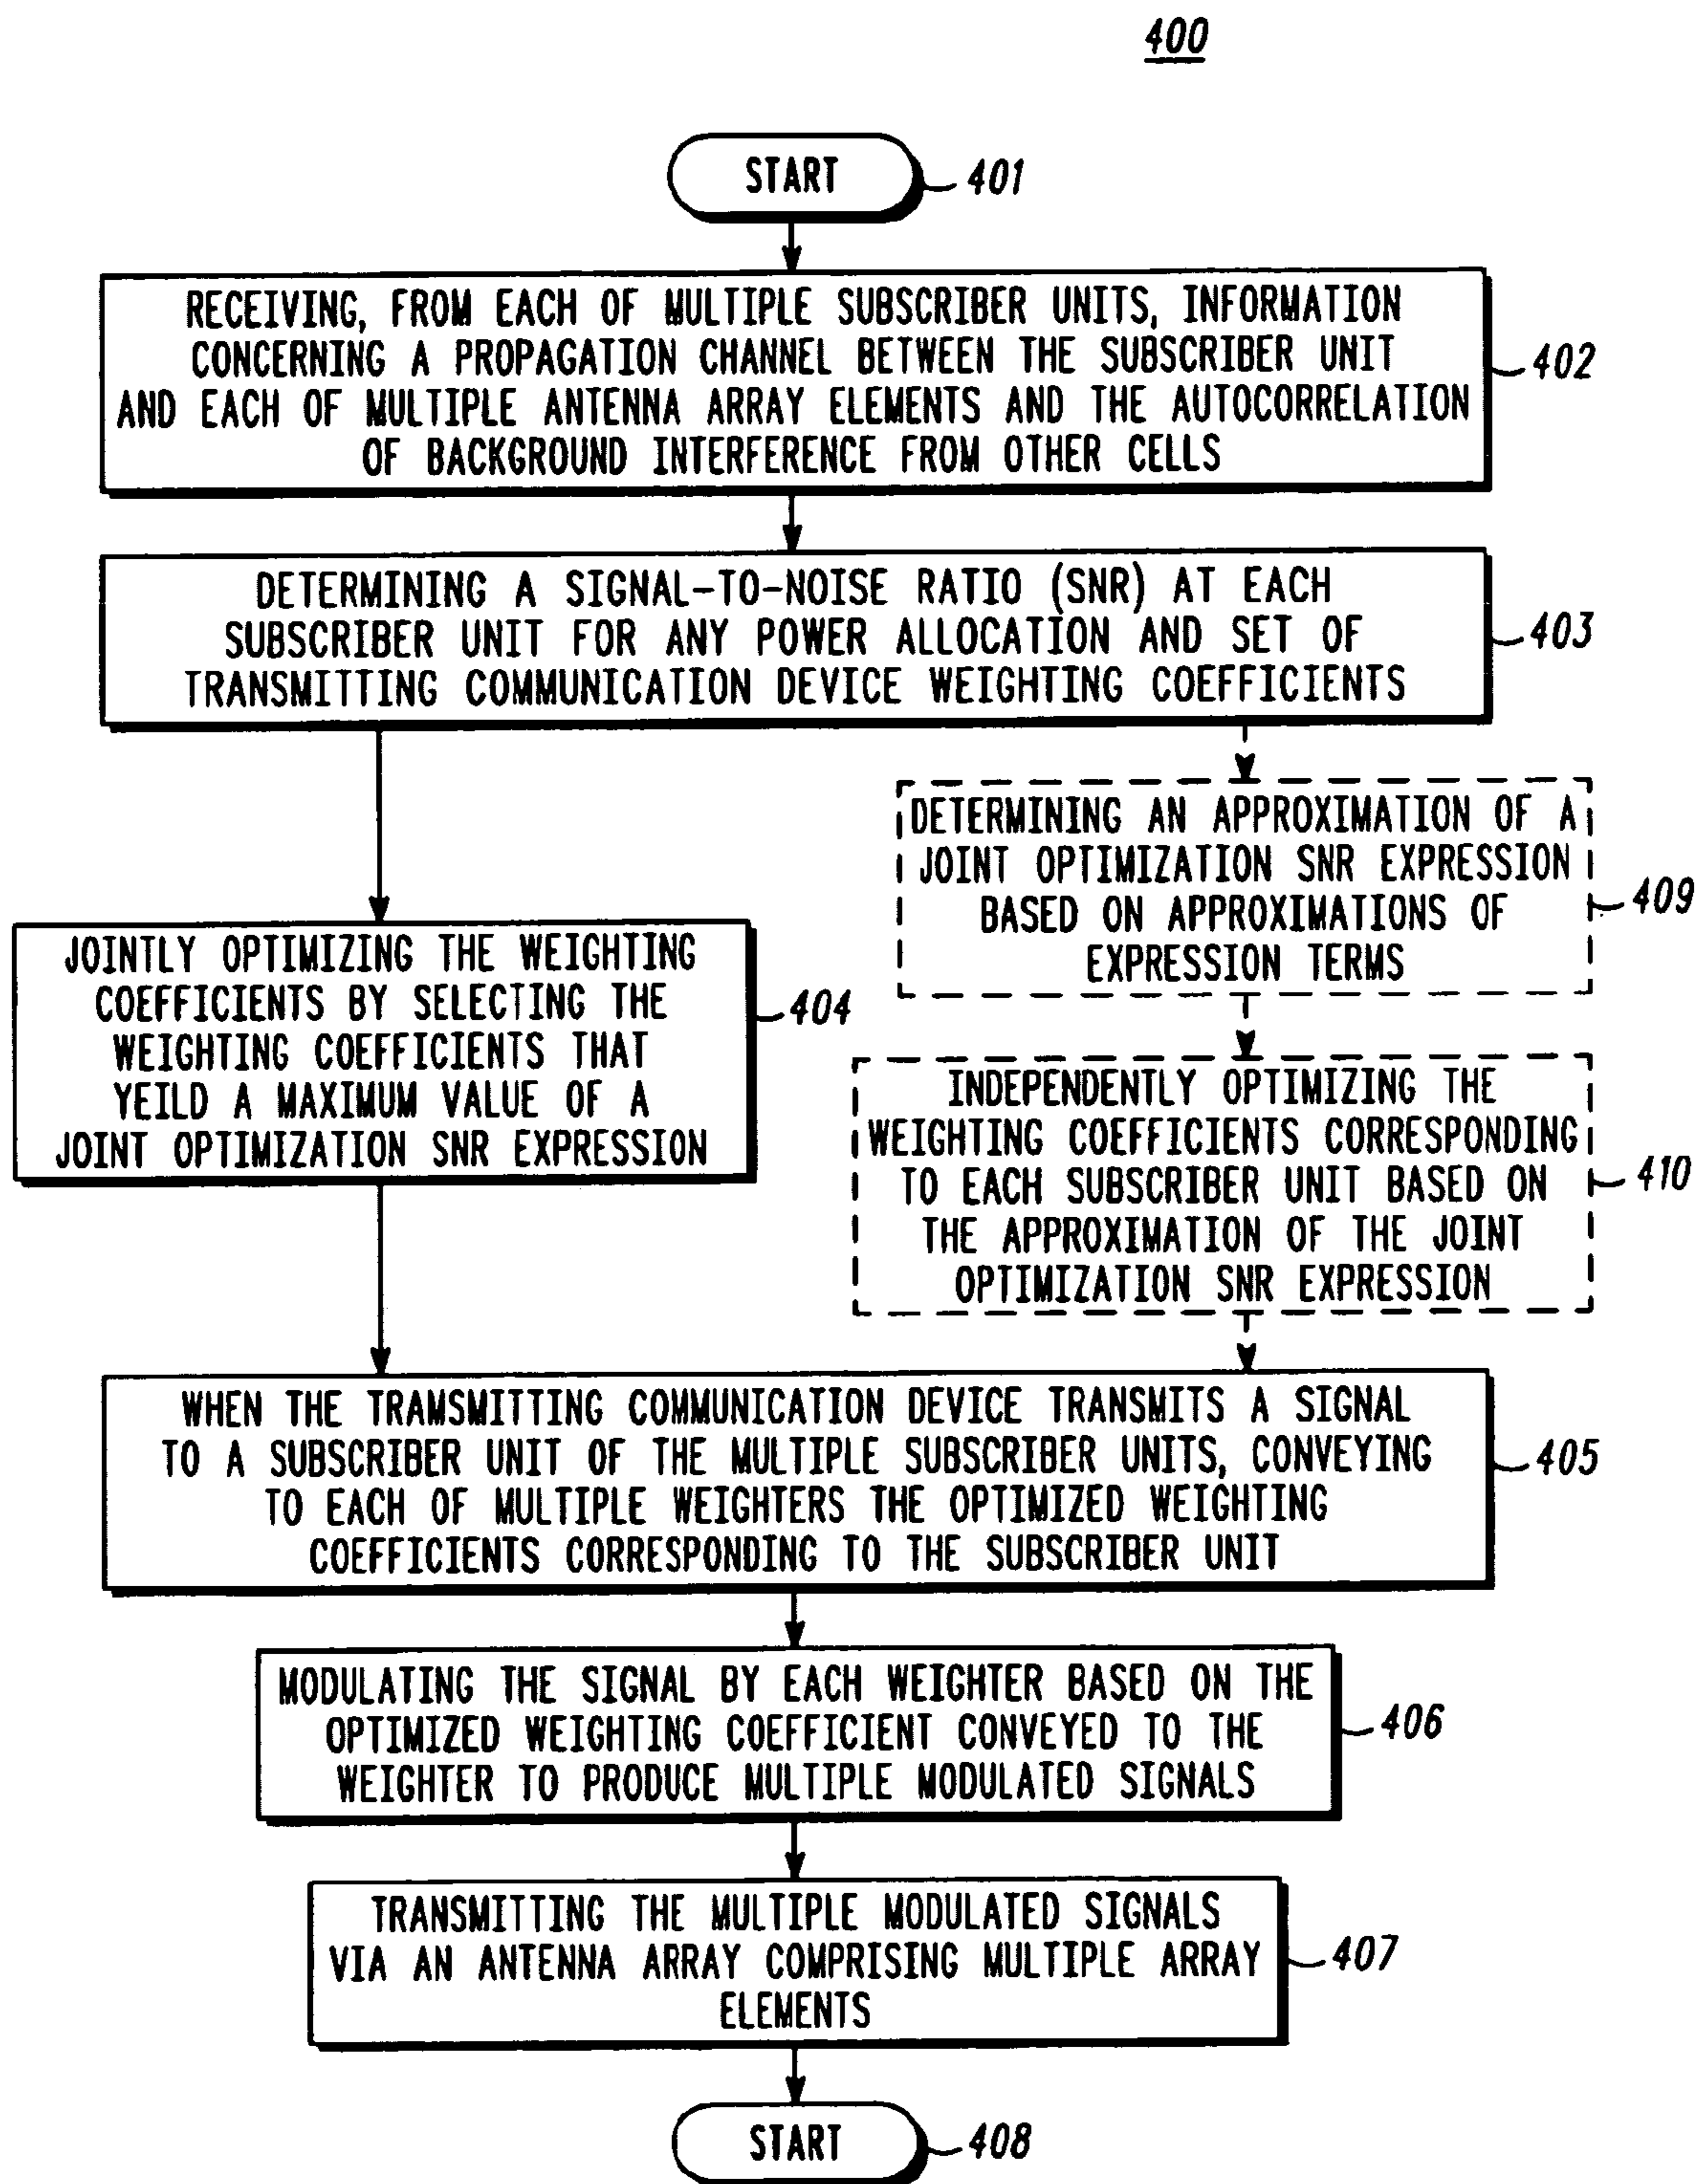 400
START
401
RECEIVING, FROM EACH OF MULTIPLE SUBSCRIBER UNITS, INFORMATION
CONCERNING A PROPAGATION CHANNEL BETWEEN THE SUBSCRIBER UNIT
AND EACH OF MULTIPLE ANTENNA ARRAY ELEMENTS AND THE AUTOCORRELATION
OF BACKGROUND INTERFERENCE FROM OTHER CELLS
402
DETERMINING A SIGNAL-TO-NOISE RATIO (SNR) AT EACH
SUBSCRIBER UNIT FOR ANY POWER ALLOCATION AND SET OF
TRANSMITTING COMMUNICATION DEVICE WEIGHTING COEFFICIENTS
403
JOINTLY OPTIMIZING THE WEIGHTING
COEFFICIENTS BY SELECTING THE
WEIGHTING COEFFICIENTS THAT
YEILD A MAXIMUM VALUE OF A
JOINT OPTIMIZATION SNR EXPRESSION
404
DETERMINING AN APPROXIMATION OF A
JOINT OPTIMIZATION SNR EXPRESSION
BASED ON APPROXIMATIONS OF
EXPRESSION TERMS
409
INDEPENDENTLY OPTIMIZING THE
WEIGHTING COEFFICIENTS CORRESPONDING
TO EACH SUBSCRIBER UNIT BASED ON
THE APPROXIMATION OF THE JOINT
OPTIMIZATION SNR EXPRESSION
410
WHEN THE TRAMSMITTING COMMUNICATION DEVICE TRANSMITS A SIGNAL
TO A SUBSCRIBER UNIT OF THE MULTIPLE SUBSCRIBER UNITS, CONVEYING
TO EACH OF MULTIPLE WEIGHTERS THE OPTIMIZED WEIGHTING
COEFFICIENTS CORRESPONDING TO THE SUBSCRIBER UNIT
405
MODULATING THE SIGNAL BY EACH WEIGHTER BASED ON THE
OPTIMIZED WEIGHTING COEFFICIENT CONVEYED TO THE
WEIGHTER TO PRODUCE MULTIPLE MODULATED SIGNALS
406
TRANSMITTING THE MULTIPLE MODULATED SIGNALS
VIA AN ANTENNA ARRAY COMPRISING MULTIPLE ARRAY
ELEMENTS
407
START
408